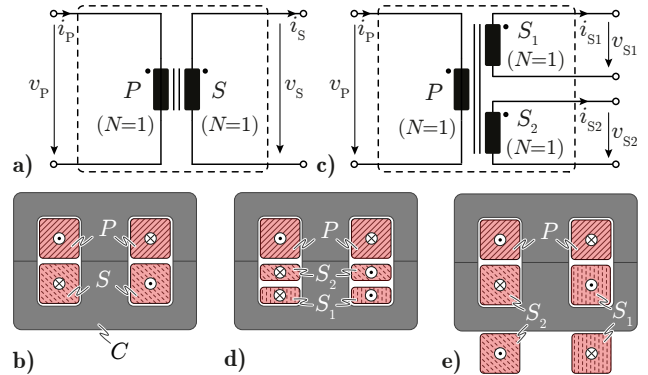 i_P
i_S
v_P
P
S
v_S
(N=1)
(N=1)
a)
i_P
S_1
i_S1
v_S1
(N=1)
v_P
P
(N=1)
S_2
i_S2
v_S2
(N=1)
c)
P
S
C
b)
P
S_2
S_1
d)
P
S_2
S_1
e)